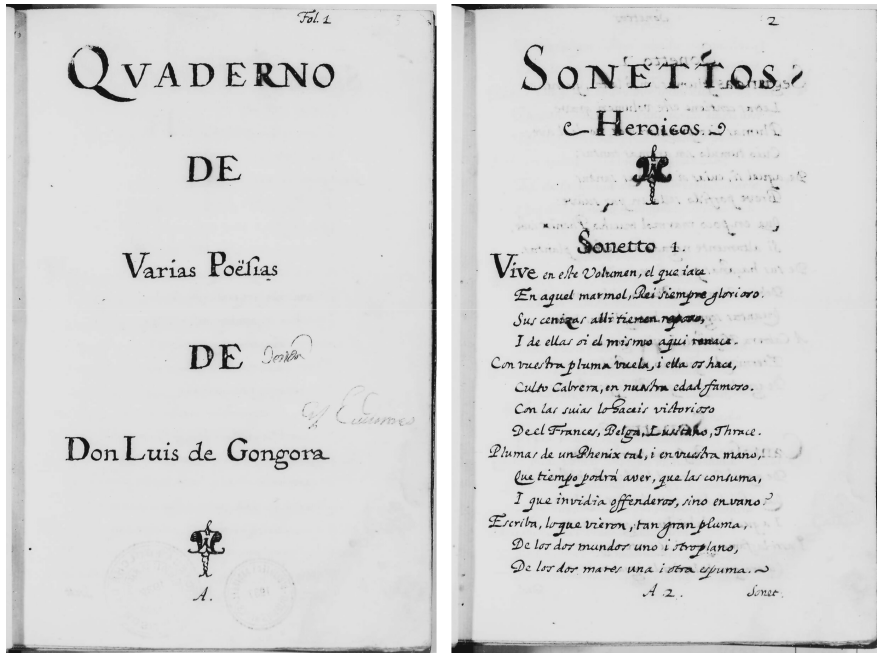 Fol. 1
QVADERNO
DE
Varias Poësias
DE
Don Luis de Gongora
A.
2
SONETTOS
Heroicos.
Sonetto 1.
Vive en este Volumen, el que iace
En aquel marmol, Rei siempre glorioso.
Sus cenizas alli tienen reposo,
I de ellas oi el mismo aqui renace.
Con vuestra pluma vuela, i ella os hace,
Culto Cabrera, en nuestra edad famoso.
Con las suias lo haceis victorioso
De el Frances, Belga, Lusitano, Thrace.
Plumas de un Phenix tal, i en vuestra mano,
Que tiempo podrá aver, que las consuma,
I que invidia offenderos, sino en vano?
Escriba, lo que vieron, tan gran pluma,
De los dos mundos uno i otro plano,
De los dos mares una i otra espuma.
A 2. Sonet.